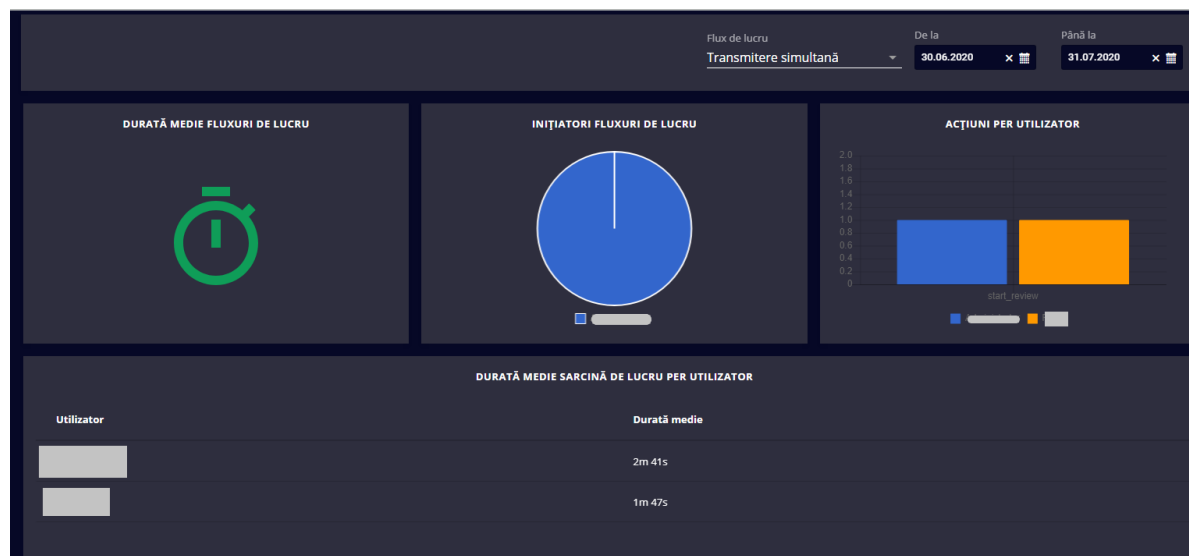 Flux de lucru
De la
Până la
Transmitere simultană
30.06.2020
31.07.2020
DURATĂ MEDIE FLUXURI DE LUCRU
INIȚIATORI FLUXURI DE LUCRU
ACȚIUNI PER UTILIZATOR
2.0
1.8
1.6
1.4
1.2
1.0
0.8
0.6
0.4
0.2
0
start_review
DURATĂ MEDIE SARCINĂ DE LUCRU PER UTILIZATOR
Utilizator
Durată medie
2m 41s
1m 47s